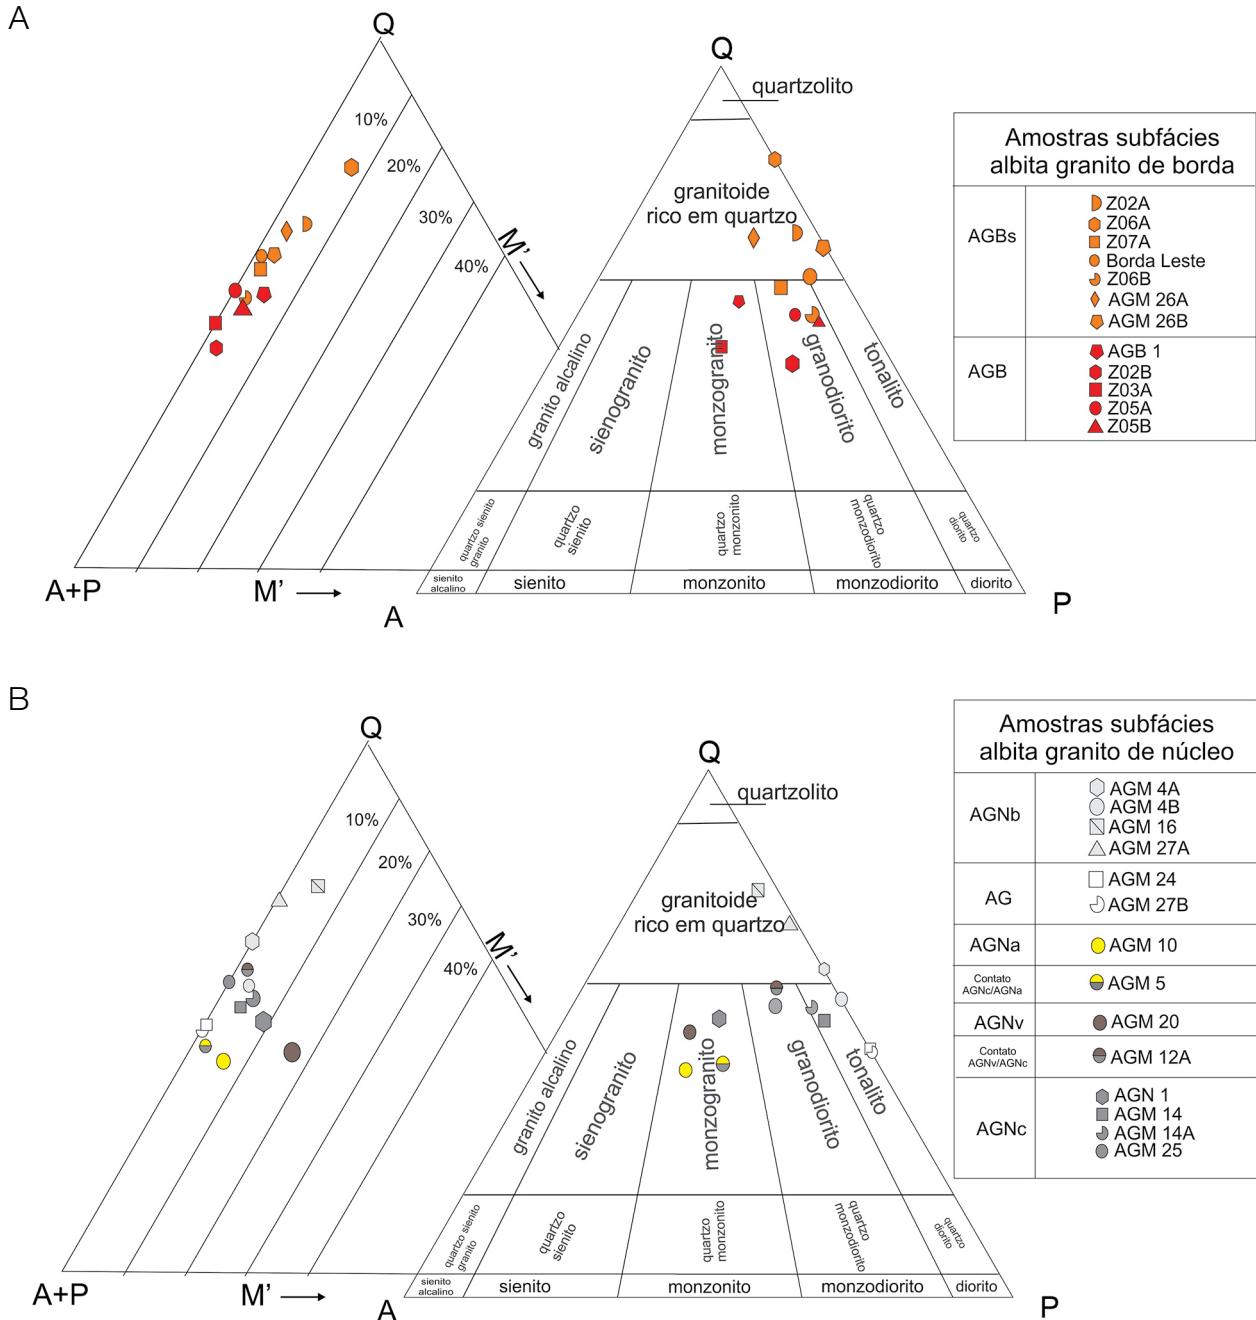 A
Q
10%
20%
30%
40%
M'
A+P
M'
Q
quartzolito
granitoide
rico em quartzo
granito alcalino
sienogranito
monzogranito
granodiorito
tonalito
quartzo sienito
granito
quartzo
sienito
quartzo
monzonito
quartzo
monzodiorito
quartzo
diorito
sienito
alcalino
sienito
monzonito
monzodiorito
diorito
A
P
Amostras subfácies
albita granito de borda
AGBs
Z02A
Z06A
Z07A
Borda Leste
Z06B
AGM 26A
AGM 26B
AGB
AGB 1
Z02B
Z03A
Z05A
Z05B
B
Q
10%
20%
30%
40%
M'
A+P
M'
Q
quartzolito
granitoide
rico em quartzo
granito alcalino
sienogranito
monzogranito
granodiorito
tonalito
quartzo sienito
granito
quartzo
sienito
quartzo
monzonito
quartzo
monzodiorito
quartzo
diorito
sienito
alcalino
sienito
monzonito
monzodiorito
diorito
A
P
Amostras subfácies
albita granito de núcleo
AGNb
AGM 4A
AGM 4B
AGM 16
AGM 27A
AG
AGM 24
AGM 27B
AGNa
AGM 10
Contato
AGNc/AGNa
AGM 5
AGNv
AGM 20
Contato
AGNv/AGNc
AGM 12A
AGNc
AGN 1
AGM 14
AGM 14A
AGM 25